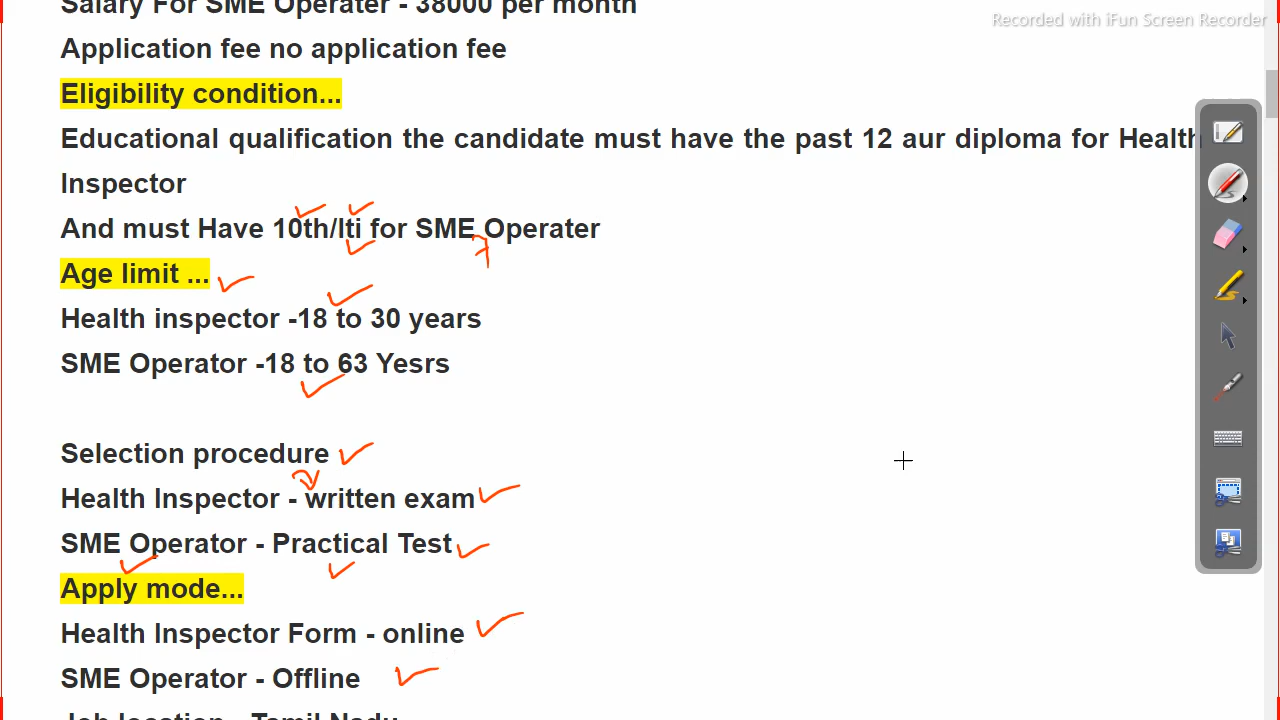 Salary For SME Operater - 38000 per month
Recorded with iFun Screen Recorder
Application fee no application fee
Eligibility condition...
Educational qualification the candidate must have the past 12 aur diploma for Health
Inspector
And must Have 10th/Iti for SME Operater
Age limit ...
Health inspector -18 to 30 years
SME Operator -18 to 63 Yesrs
Selection procedure
Health Inspector - written exam
SME Operator - Practical Test
Apply mode...
Health Inspector Form - online
SME Operator - Offline
Job location - Tamil Nadu